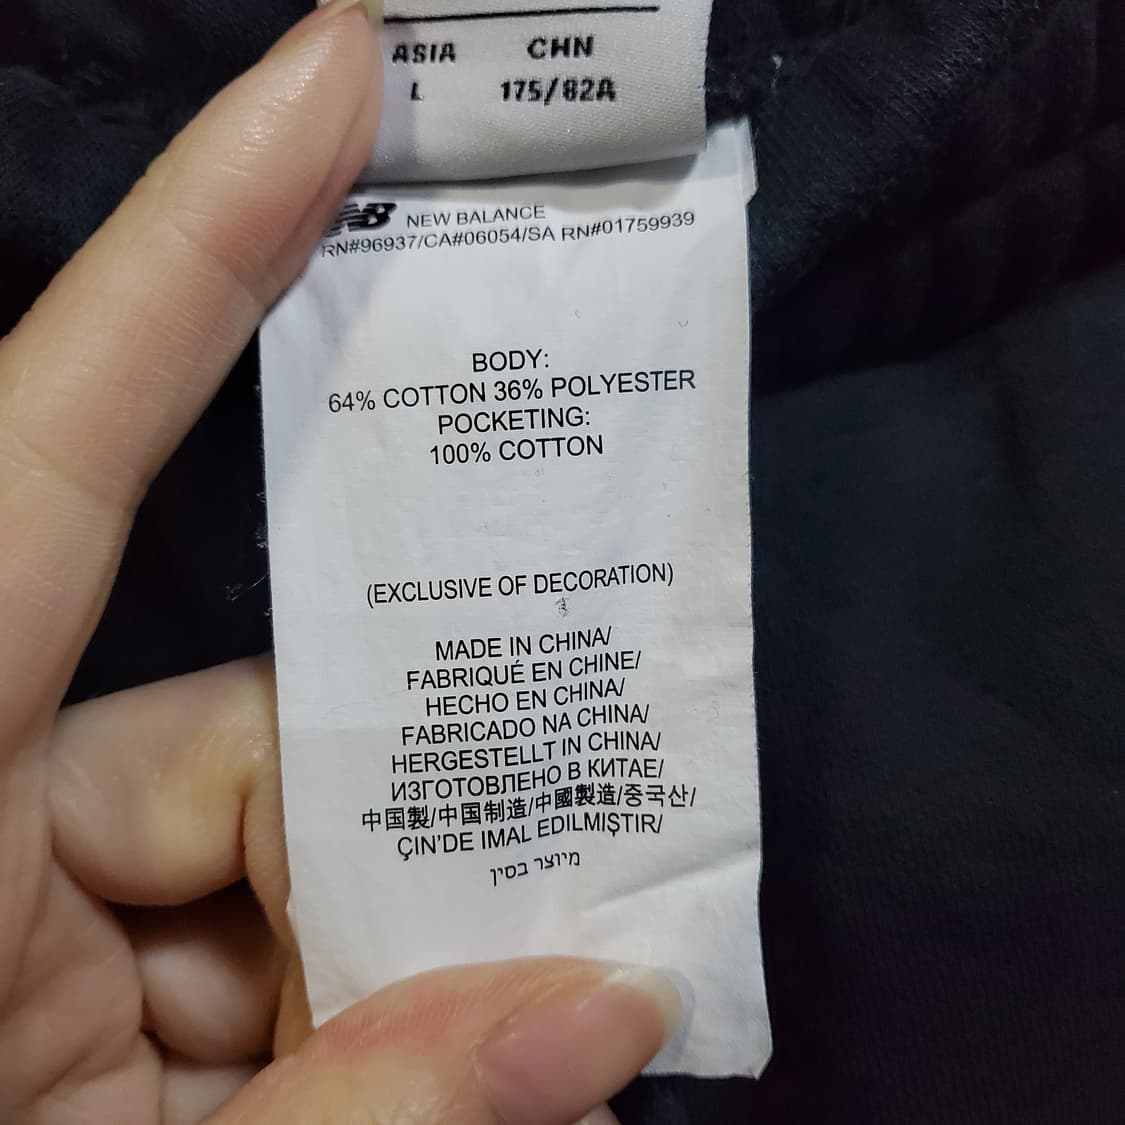 ASIA CHN
L 175/82A
NB NEW BALANCE
RN#96937/CA#06054/SA RN#01759939
BODY:
64% COTTON 36% POLYESTER
POCKETING:
100% COTTON
(EXCLUSIVE OF DECORATION)
MADE IN CHINA/
FABRIQUÉ EN CHINE/
HECHO EN CHINA/
FABRICADO NA CHINA/
HERGESTELLT IN CHINA/
ИЗГОТОВЛЕНО В КИТАЕ/
中国製/中国制造/中國製造/중국산/
ÇIN'DE IMAL EDILMIŞTIR/
מיוצר בסין